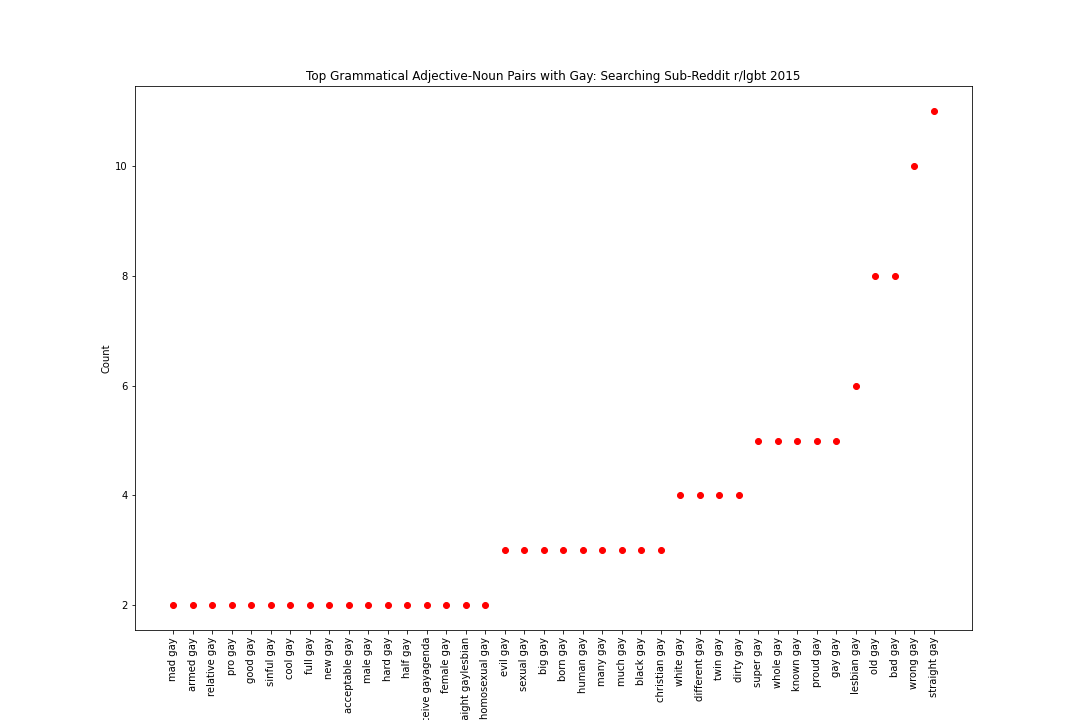 Top Grammatical Adjective-Noun Pairs with Gay: Searching Sub-Reddit r/lgbt 2015
Count
10
8
6
4
2
mad gay
armed gay
relative gay
pro gay
good gay
sinful gay
cool gay
full gay
new gay
acceptable gay
male gay
hard gay
half gay
ceive gayagenda
female gay
aight gaylesbian
homosexual gay
evil gay
sexual gay
big gay
born gay
human gay
many gay
much gay
black gay
christian gay
white gay
different gay
twin gay
dirty gay
super gay
whole gay
known gay
proud gay
gay gay
lesbian gay
old gay
bad gay
wrong gay
straight gay